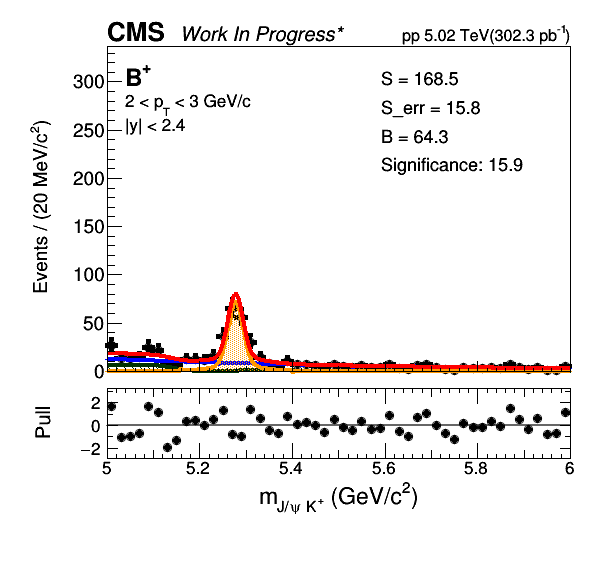 CMS Work In Progress* pp 5.02 TeV(302.3 pb⁻¹)
B⁺
2 < p_T < 3 GeV/c
|y| < 2.4
S = 168.5
S_err = 15.8
B = 64.3
Significance: 15.9
Events / (20 MeV/c²)
300
250
200
150
100
50
0
Pull
2
0
−2
5 5.2 5.4 5.6 5.8 6
m_{J/ψ K⁺} (GeV/c²)